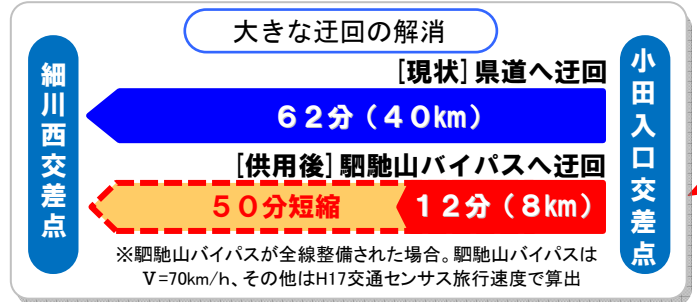 大きな迂回の解消
細川西交差点
小田入口交差点
[現状]県道へ迂回
62分(40km)
[供用後]駟馳山バイパスへ迂回
50分短縮
12分(8km)
※駟馳山バイパスが全線整備された場合。駟馳山バイパスは
V=70km/h、その他はH17交通センサス旅行速度で算出